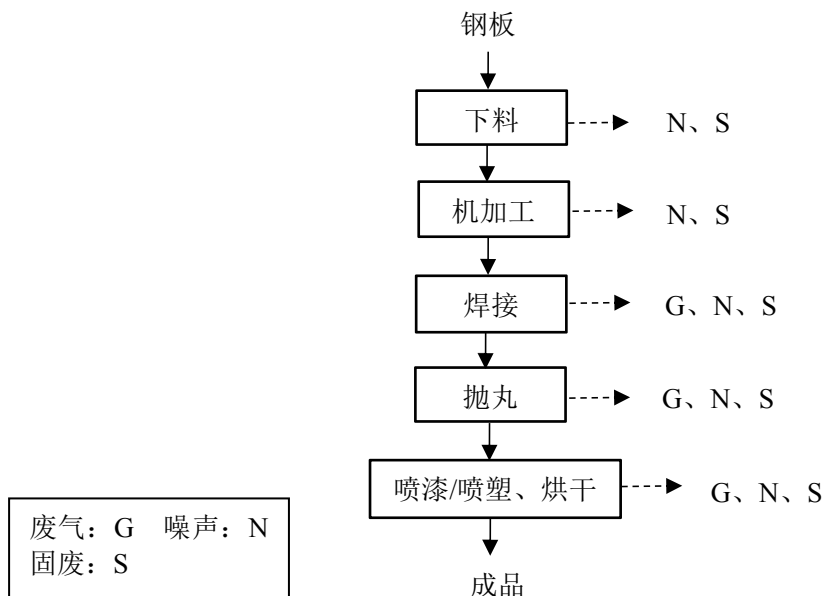 钢板
下料
N、S
机加工
N、S
焊接
G、N、S
抛丸
G、N、S
喷漆/喷塑、烘干
G、N、S
废气：G 噪声：N
固废：S
成品